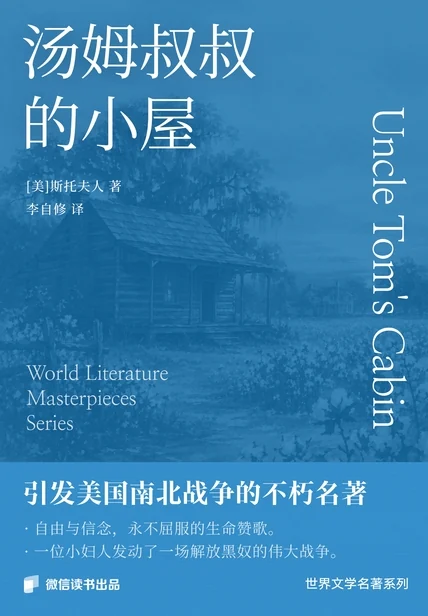 汤姆叔叔
的小屋
[美]斯托夫人 著
李自修 译
Uncle Tom's Cabin
World Literature
Masterpieces
Series
引发美国南北战争的不朽名著
· 自由与信念，永不屈服的生命赞歌。
· 一位小妇人发动了一场解放黑奴的伟大战争。
微信读书出品
世界文学名著系列